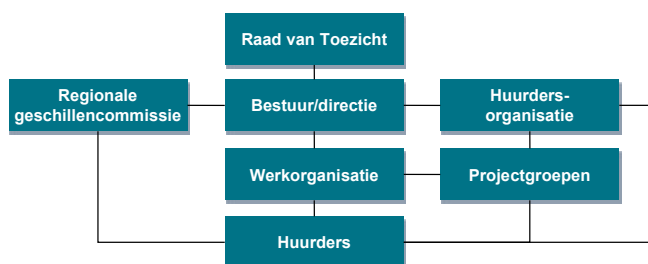 Raad van Toezicht
Regionale
geschillencommissie
Bestuur/directie
Huurders-
organisatie
Werkorganisatie
Projectgroepen
Huurders